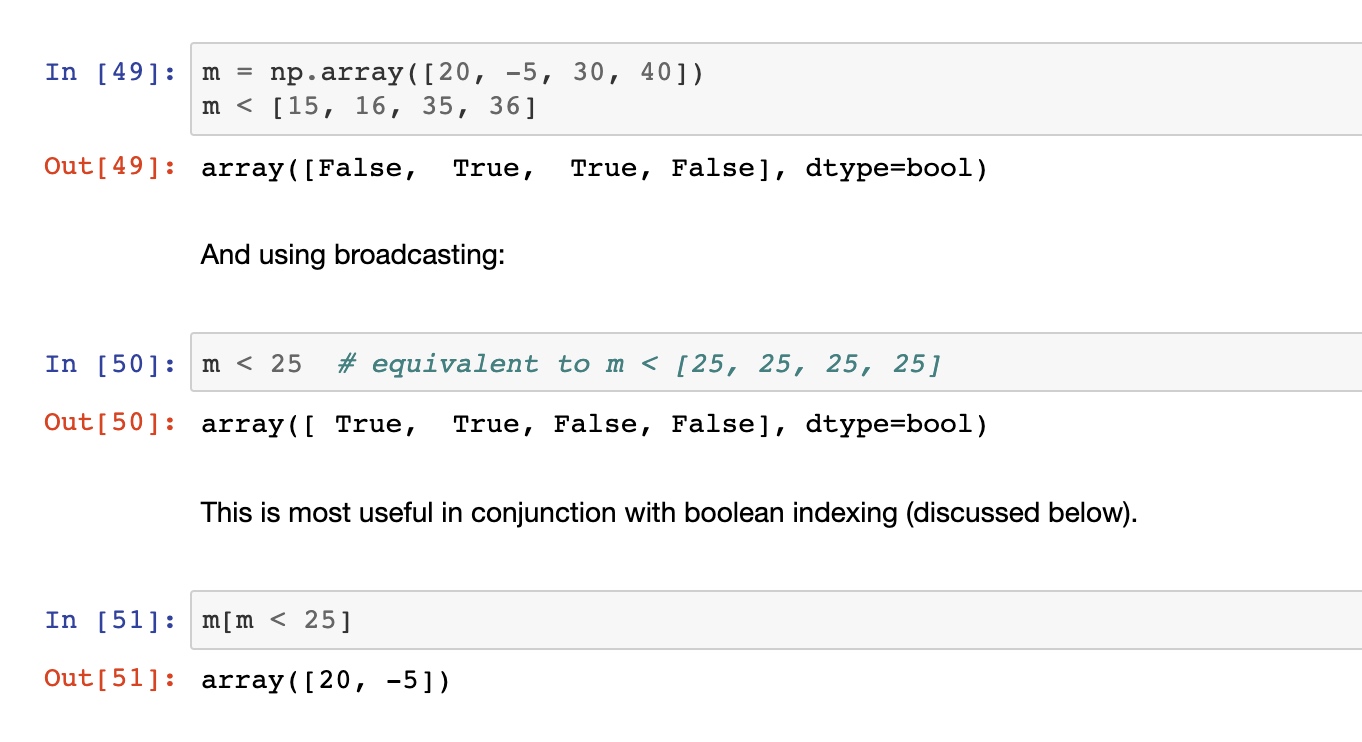 In [49]: m = np.array([20, -5, 30, 40])
m < [15, 16, 35, 36]
Out[49]: array([False,  True,  True, False], dtype=bool)
And using broadcasting:
In [50]: m < 25  # equivalent to m < [25, 25, 25, 25]
Out[50]: array([ True,  True, False, False], dtype=bool)
This is most useful in conjunction with boolean indexing (discussed below).
In [51]: m[m < 25]
Out[51]: array([20, -5])